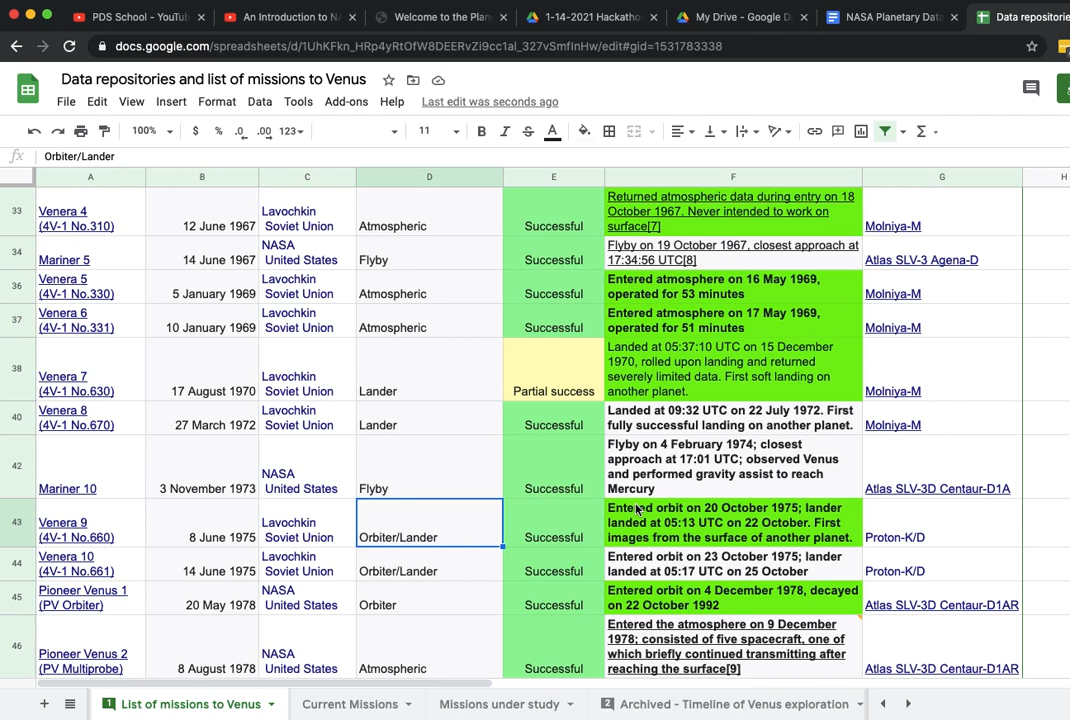 PDS School - YouTu
An Introduction to NA
Welcome to the Plane
1-14-2021 Hackatho
My Drive - Google D
NASA Planetary Data
Data repositorie
docs.google.com/spreadsheets/d/1UhKFkn_HRp4yRtOfW8DEERvZi9cc1al_327vSmfInHw/edit#gid=1531783338
Data repositories and list of missions to Venus
File Edit View Insert Format Data Tools Add-ons Help Last edit was seconds ago
100% $ % .0 .00 123 11 B I S A
fx Orbiter/Lander
A B C D E F G H
33 Venera 4 (4V-1 No.310) 12 June 1967 Lavochkin Soviet Union Atmospheric Successful Returned atmospheric data during entry on 18 October 1967. Never intended to work on surface[7] Molniya-M
34 Mariner 5 14 June 1967 NASA United States Flyby Successful Flyby on 19 October 1967, closest approach at 17:34:56 UTC[8] Atlas SLV-3 Agena-D
36 Venera 5 (4V-1 No.330) 5 January 1969 Lavochkin Soviet Union Atmospheric Successful Entered atmosphere on 16 May 1969, operated for 53 minutes Molniya-M
37 Venera 6 (4V-1 No.331) 10 January 1969 Lavochkin Soviet Union Atmospheric Successful Entered atmosphere on 17 May 1969, operated for 51 minutes Molniya-M
38 Venera 7 (4V-1 No.630) 17 August 1970 Lavochkin Soviet Union Lander Partial success Landed at 05:37:10 UTC on 15 December 1970, rolled upon landing and returned severely limited data. First soft landing on another planet. Molniya-M
40 Venera 8 (4V-1 No.670) 27 March 1972 Lavochkin Soviet Union Lander Successful Landed at 09:32 UTC on 22 July 1972. First fully successful landing on another planet. Molniya-M
42 Mariner 10 3 November 1973 NASA United States Flyby Successful Flyby on 4 February 1974; closest approach at 17:01 UTC; observed Venus and performed gravity assist to reach Mercury Atlas SLV-3D Centaur-D1A
43 Venera 9 (4V-1 No.660) 8 June 1975 Lavochkin Soviet Union Orbiter/Lander Successful Entered orbit on 20 October 1975; lander landed at 05:13 UTC on 22 October. First images from the surface of another planet. Proton-K/D
44 Venera 10 (4V-1 No.661) 14 June 1975 Lavochkin Soviet Union Orbiter/Lander Successful Entered orbit on 23 October 1975; lander landed at 05:17 UTC on 25 October Proton-K/D
45 Pioneer Venus 1 (PV Orbiter) 20 May 1978 NASA United States Orbiter Successful Entered orbit on 4 December 1978, decayed on 22 October 1992 Atlas SLV-3D Centaur-D1AR
46 Pioneer Venus 2 (PV Multiprobe) 8 August 1978 NASA United States Atmospheric Successful Entered the atmosphere on 9 December 1978; consisted of five spacecraft, one of which briefly continued transmitting after reaching the surface[9] Atlas SLV-3D Centaur-D1AR
1 List of missions to Venus Current Missions Missions under study 2 Archived - Timeline of Venus exploration